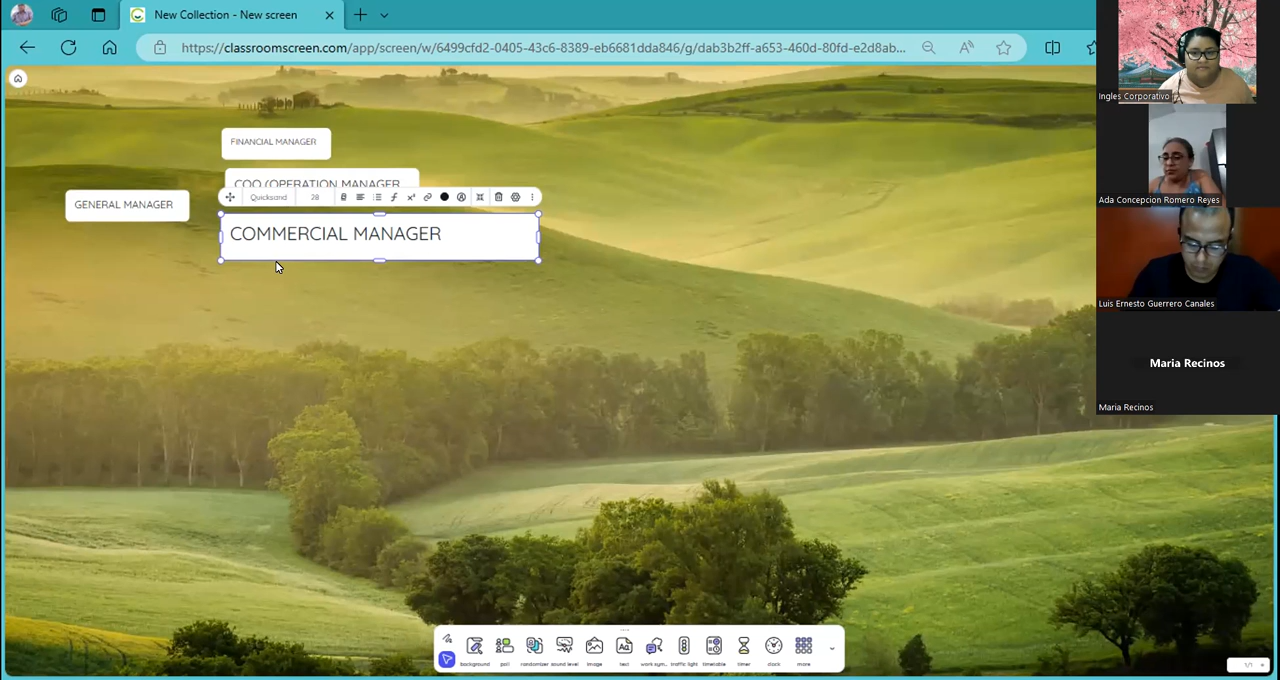 New Collection - New screen
https://classroomscreen.com/app/screen/w/6499cfd2-0405-43c6-8389-eb6681dda846/g/dab3b2ff-a653-460d-80fd-e2d8ab...
Ingles Corporativo
Ada Concepcion Romero Reyes
Luis Ernesto Guerrero Canales
Maria Recinos
Maria Recinos
FINANCIAL MANAGER
COO (OPERATION MANAGER
GENERAL MANAGER
Quicksand 28
COMMERCIAL MANAGER
background poll randomizer sound level image text work sym... traffic light timetable timer clock more
1/1